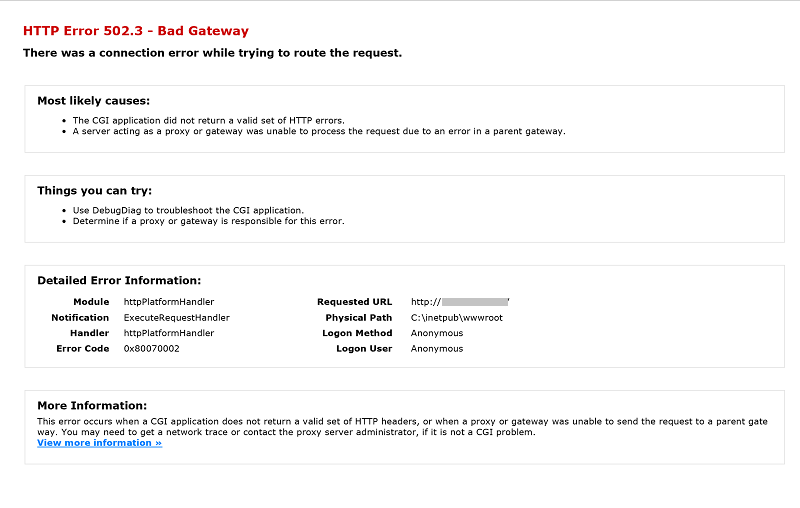 HTTP Error 502.3 - Bad Gateway
There was a connection error while trying to route the request.
Most likely causes:
• The CGI application did not return a valid set of HTTP errors.
• A server acting as a proxy or gateway was unable to process the request due to an error in a parent gateway.
Things you can try:
• Use DebugDiag to troubleshoot the CGI application.
• Determine if a proxy or gateway is responsible for this error.
Detailed Error Information:
Module httpPlatformHandler Requested URL http://
Notification ExecuteRequestHandler Physical Path C:\inetpub\wwwroot
Handler httpPlatformHandler Logon Method Anonymous
Error Code 0x80070002 Logon User Anonymous
More Information:
This error occurs when a CGI application does not return a valid set of HTTP headers, or when a proxy or gateway was unable to send the request to a parent gate
way. You may need to get a network trace or contact the proxy server administrator, if it is not a CGI problem.
View more information »